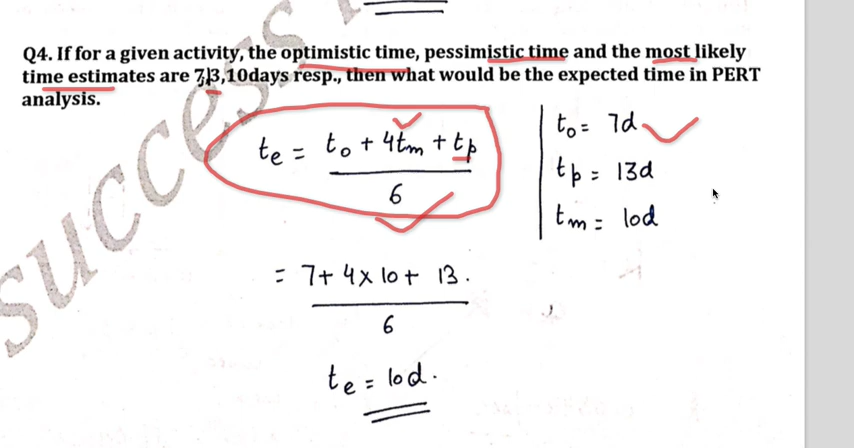 success
Q4. If for a given activity, the optimistic time, pessimistic time and the most likely
time estimates are 7,13,10days resp., then what would be the expected time in PERT
analysis.
te = to + 4tm + tp
6
to = 7d
tp = 13d
tm = 10d
= 7 + 4 x 10 + 13.
6
te = 10d.